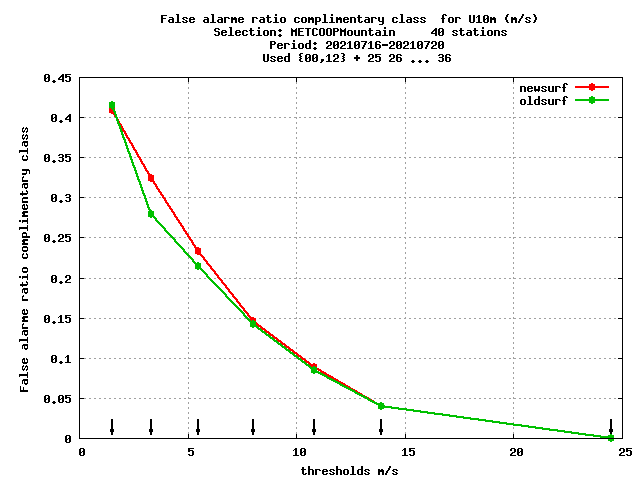 False alarme ratio complimentary class  for U10m (m/s)
Selection: METCOOPMountain     40 stations
Period: 20210716-20210720
Used {00,12} + 25 26 ... 36
newsurf
oldsurf
False alarme ratio complimentary class
0.45
0.4
0.35
0.3
0.25
0.2
0.15
0.1
0.05
0
0 5 10 15 20 25
thresholds m/s